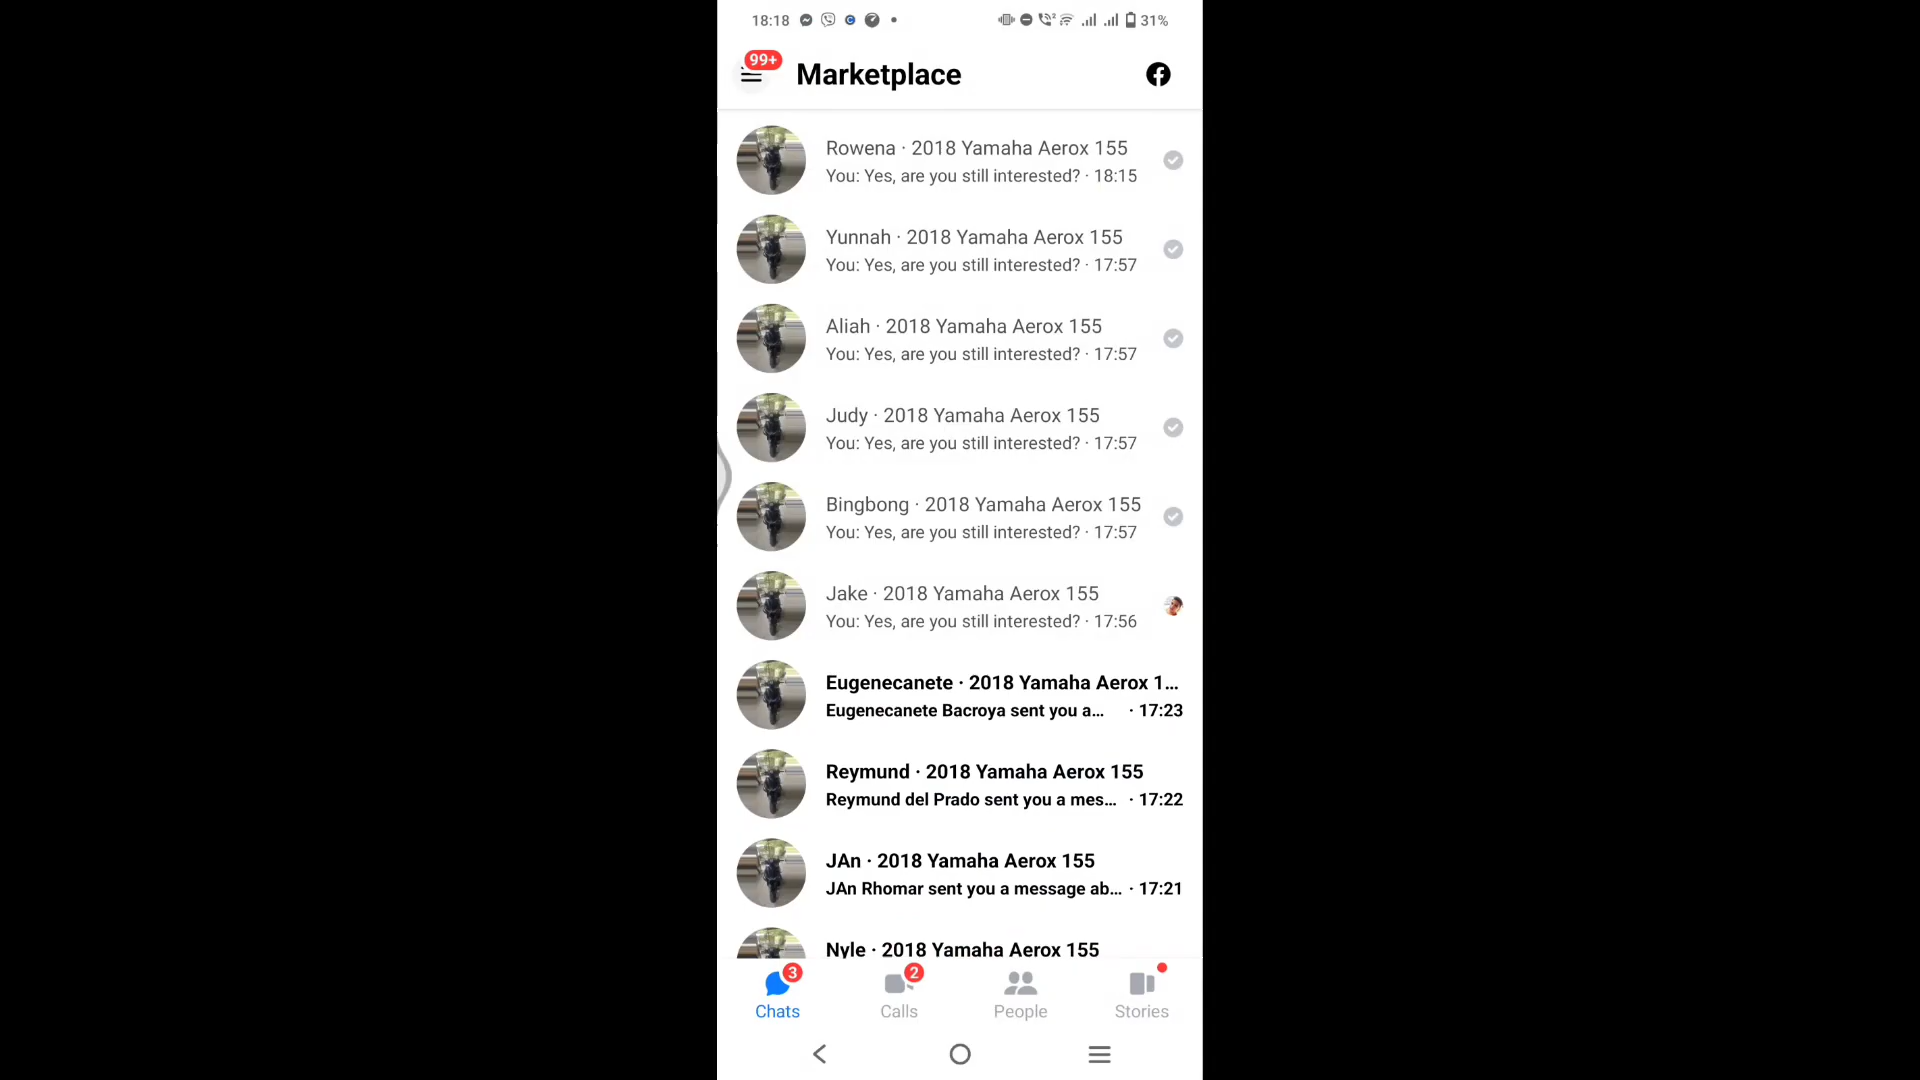 18:18
31%
99+
Marketplace
Rowena · 2018 Yamaha Aerox 155
You: Yes, are you still interested? · 18:15
Yunnah · 2018 Yamaha Aerox 155
You: Yes, are you still interested? · 17:57
Aliah · 2018 Yamaha Aerox 155
You: Yes, are you still interested? · 17:57
Judy · 2018 Yamaha Aerox 155
You: Yes, are you still interested? · 17:57
Bingbong · 2018 Yamaha Aerox 155
You: Yes, are you still interested? · 17:57
Jake · 2018 Yamaha Aerox 155
You: Yes, are you still interested? · 17:56
Eugenecanete · 2018 Yamaha Aerox 1...
Eugenecanete Bacroya sent you a... · 17:23
Reymund · 2018 Yamaha Aerox 155
Reymund del Prado sent you a mes... · 17:22
JAn · 2018 Yamaha Aerox 155
JAn Rhomar sent you a message ab... · 17:21
Nyle · 2018 Yamaha Aerox 155
3
2
Chats
Calls
People
Stories